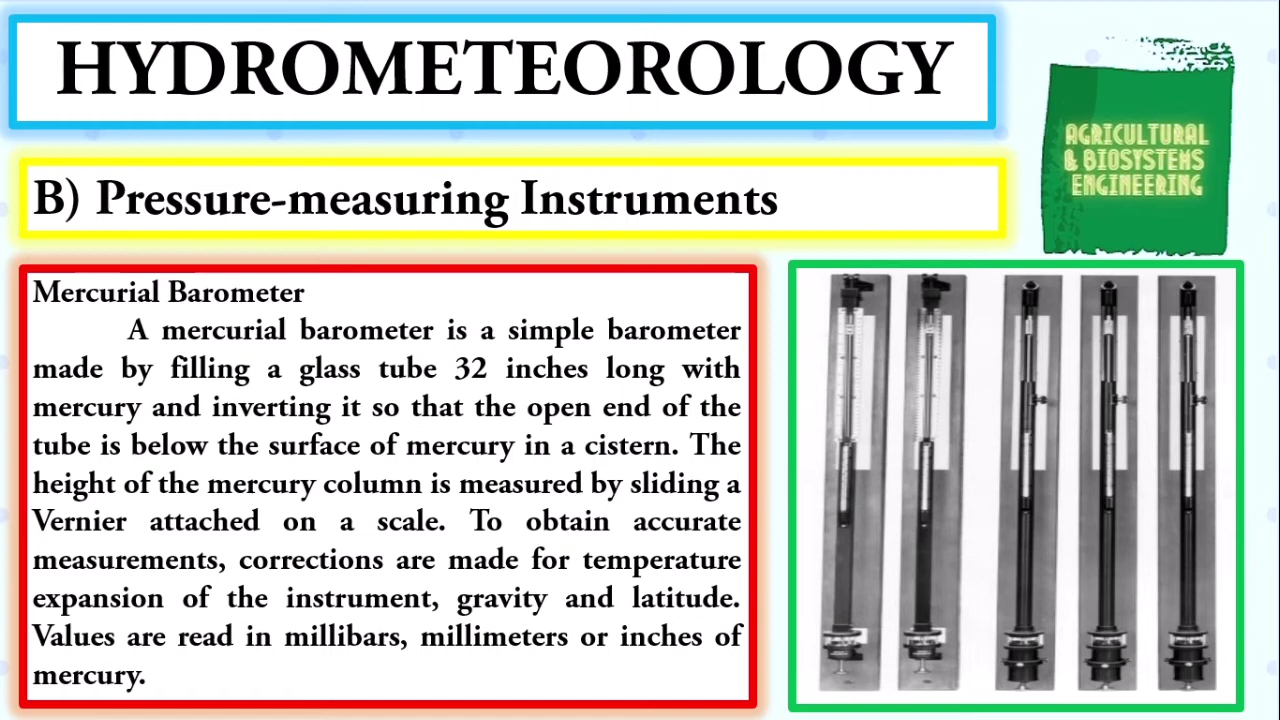 HYDROMETEOROLOGY
AGRICULTURAL
& BIOSYSTEMS
ENGINEERING
B) Pressure-measuring Instruments
Mercurial Barometer
A mercurial barometer is a simple barometer
made by filling a glass tube 32 inches long with
mercury and inverting it so that the open end of the
tube is below the surface of mercury in a cistern. The
height of the mercury column is measured by sliding a
Vernier attached on a scale. To obtain accurate
measurements, corrections are made for temperature
expansion of the instrument, gravity and latitude.
Values are read in millibars, millimeters or inches of
mercury.